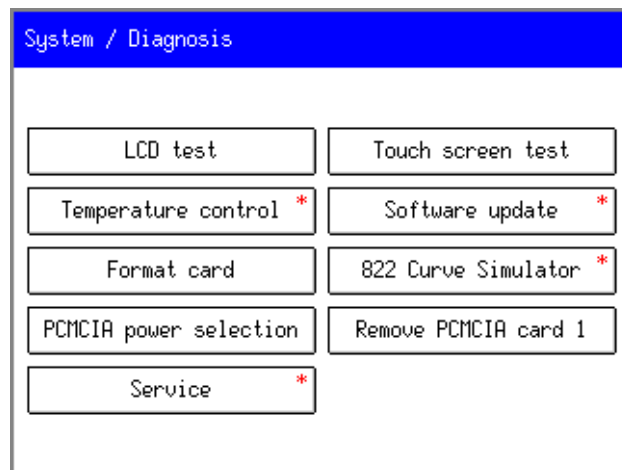 System / Diagnosis
LCD test
Touch screen test
Temperature control *
Software update *
Format card
822 Curve Simulator *
PCMCIA power selection
Remove PCMCIA card 1
Service *